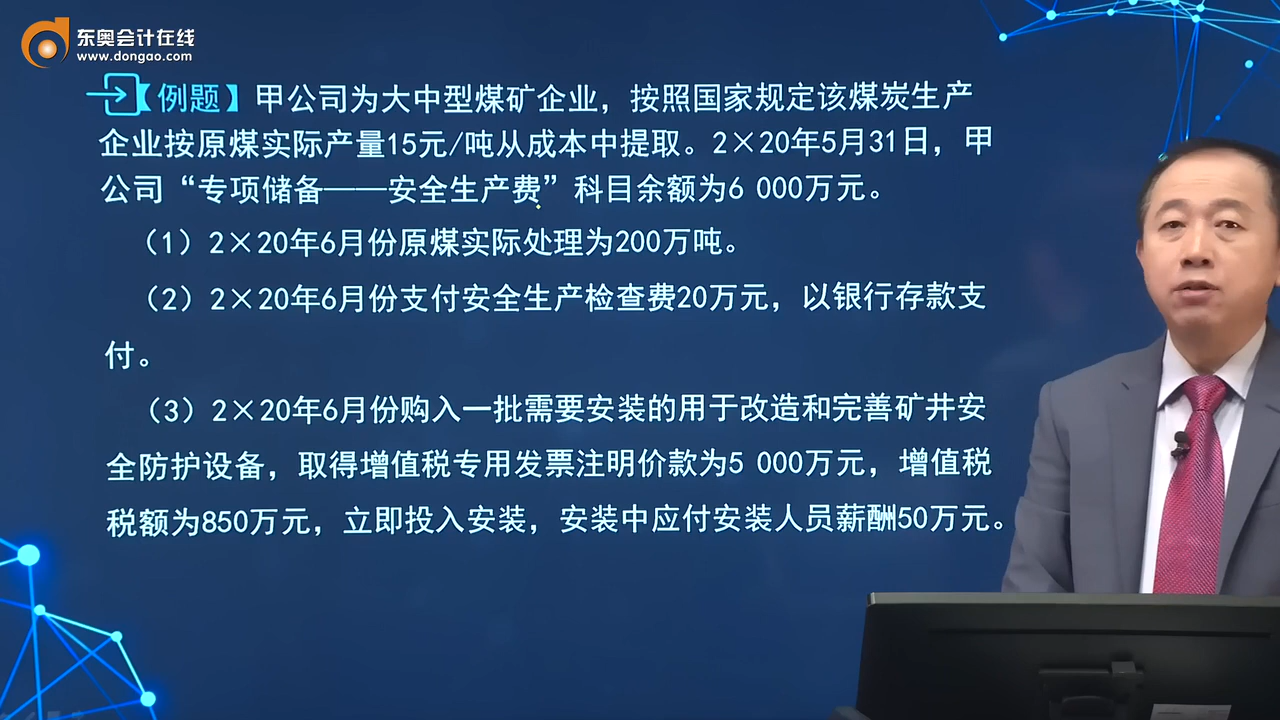 东奥会计在线
www.dongao.com
【例题】甲公司为大中型煤矿企业，按照国家规定该煤炭生产
企业按原煤实际产量15元/吨从成本中提取。2×20年5月31日，甲
公司“专项储备——安全生产费”科目余额为6 000万元。
（1）2×20年6月份原煤实际处理为200万吨。
（2）2×20年6月份支付安全生产检查费20万元，以银行存款支
付。
（3）2×20年6月份购入一批需要安装的用于改造和完善矿井安
全防护设备，取得增值税专用发票注明价款为5 000万元，增值税
税额为850万元，立即投入安装，安装中应付安装人员薪酬50万元。